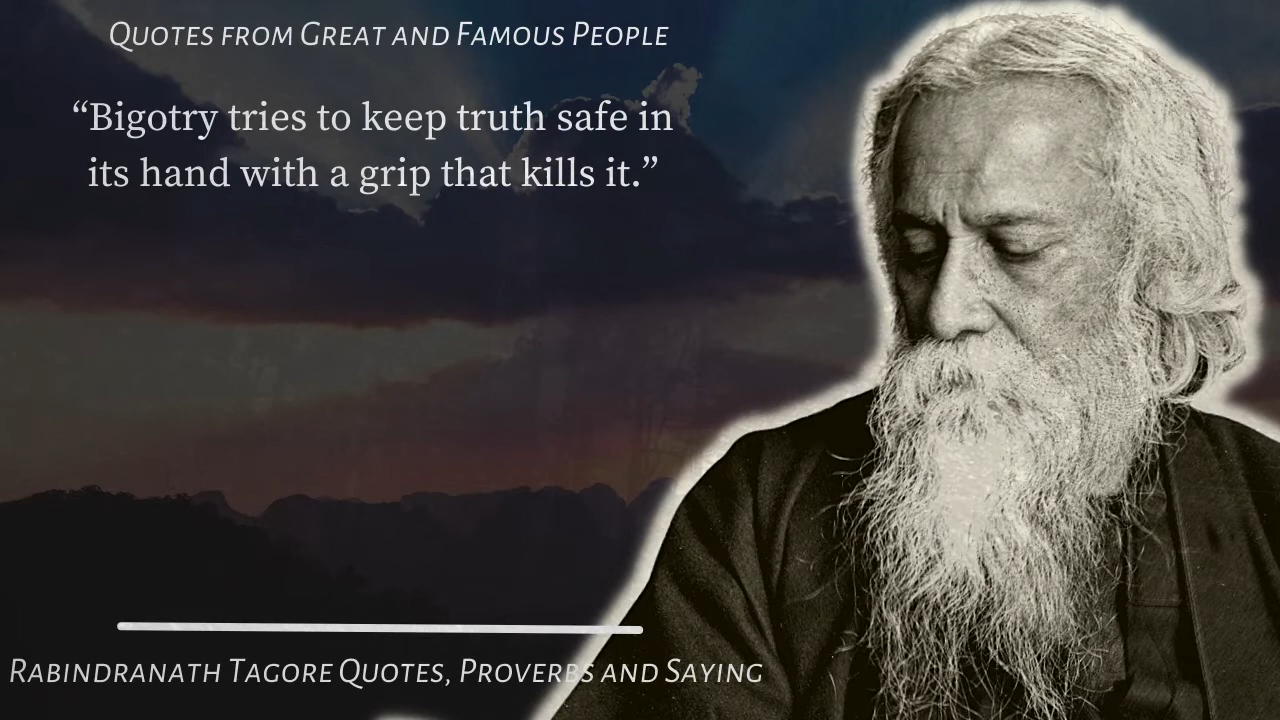 Quotes from Great and Famous People
“Bigotry tries to keep truth safe in
its hand with a grip that kills it.”
Rabindranath Tagore Quotes, Proverbs and Saying